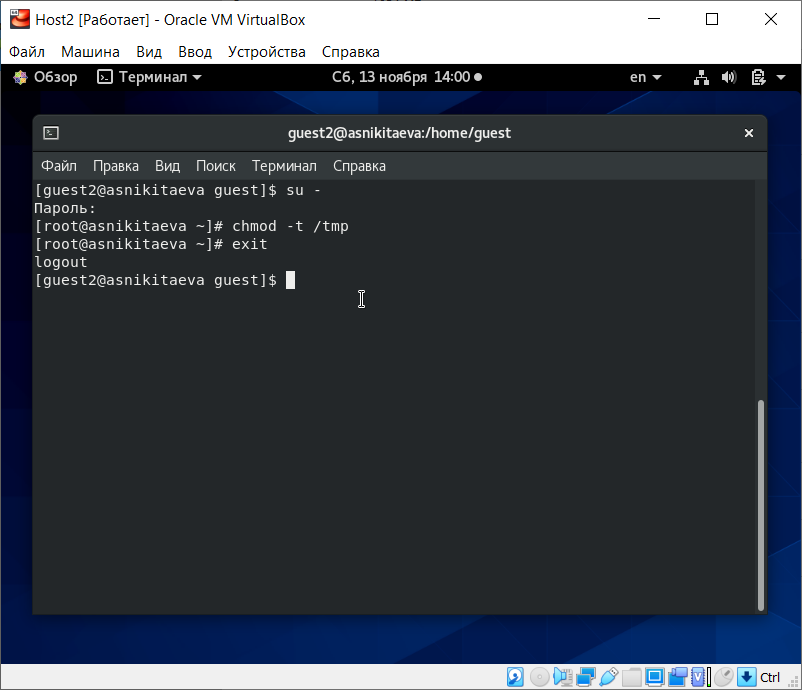 Host2 [Работает] - Oracle VM VirtualBox
Файл Машина Вид Ввод Устройства Справка
Обзор Терминал Сб, 13 ноября 14:00 en
guest2@asnikitaeva:/home/guest
Файл Правка Вид Поиск Терминал Справка
[guest2@asnikitaeva guest]$ su -
Пароль:
[root@asnikitaeva ~]# chmod -t /tmp
[root@asnikitaeva ~]# exit
logout
[guest2@asnikitaeva guest]$
Ctrl